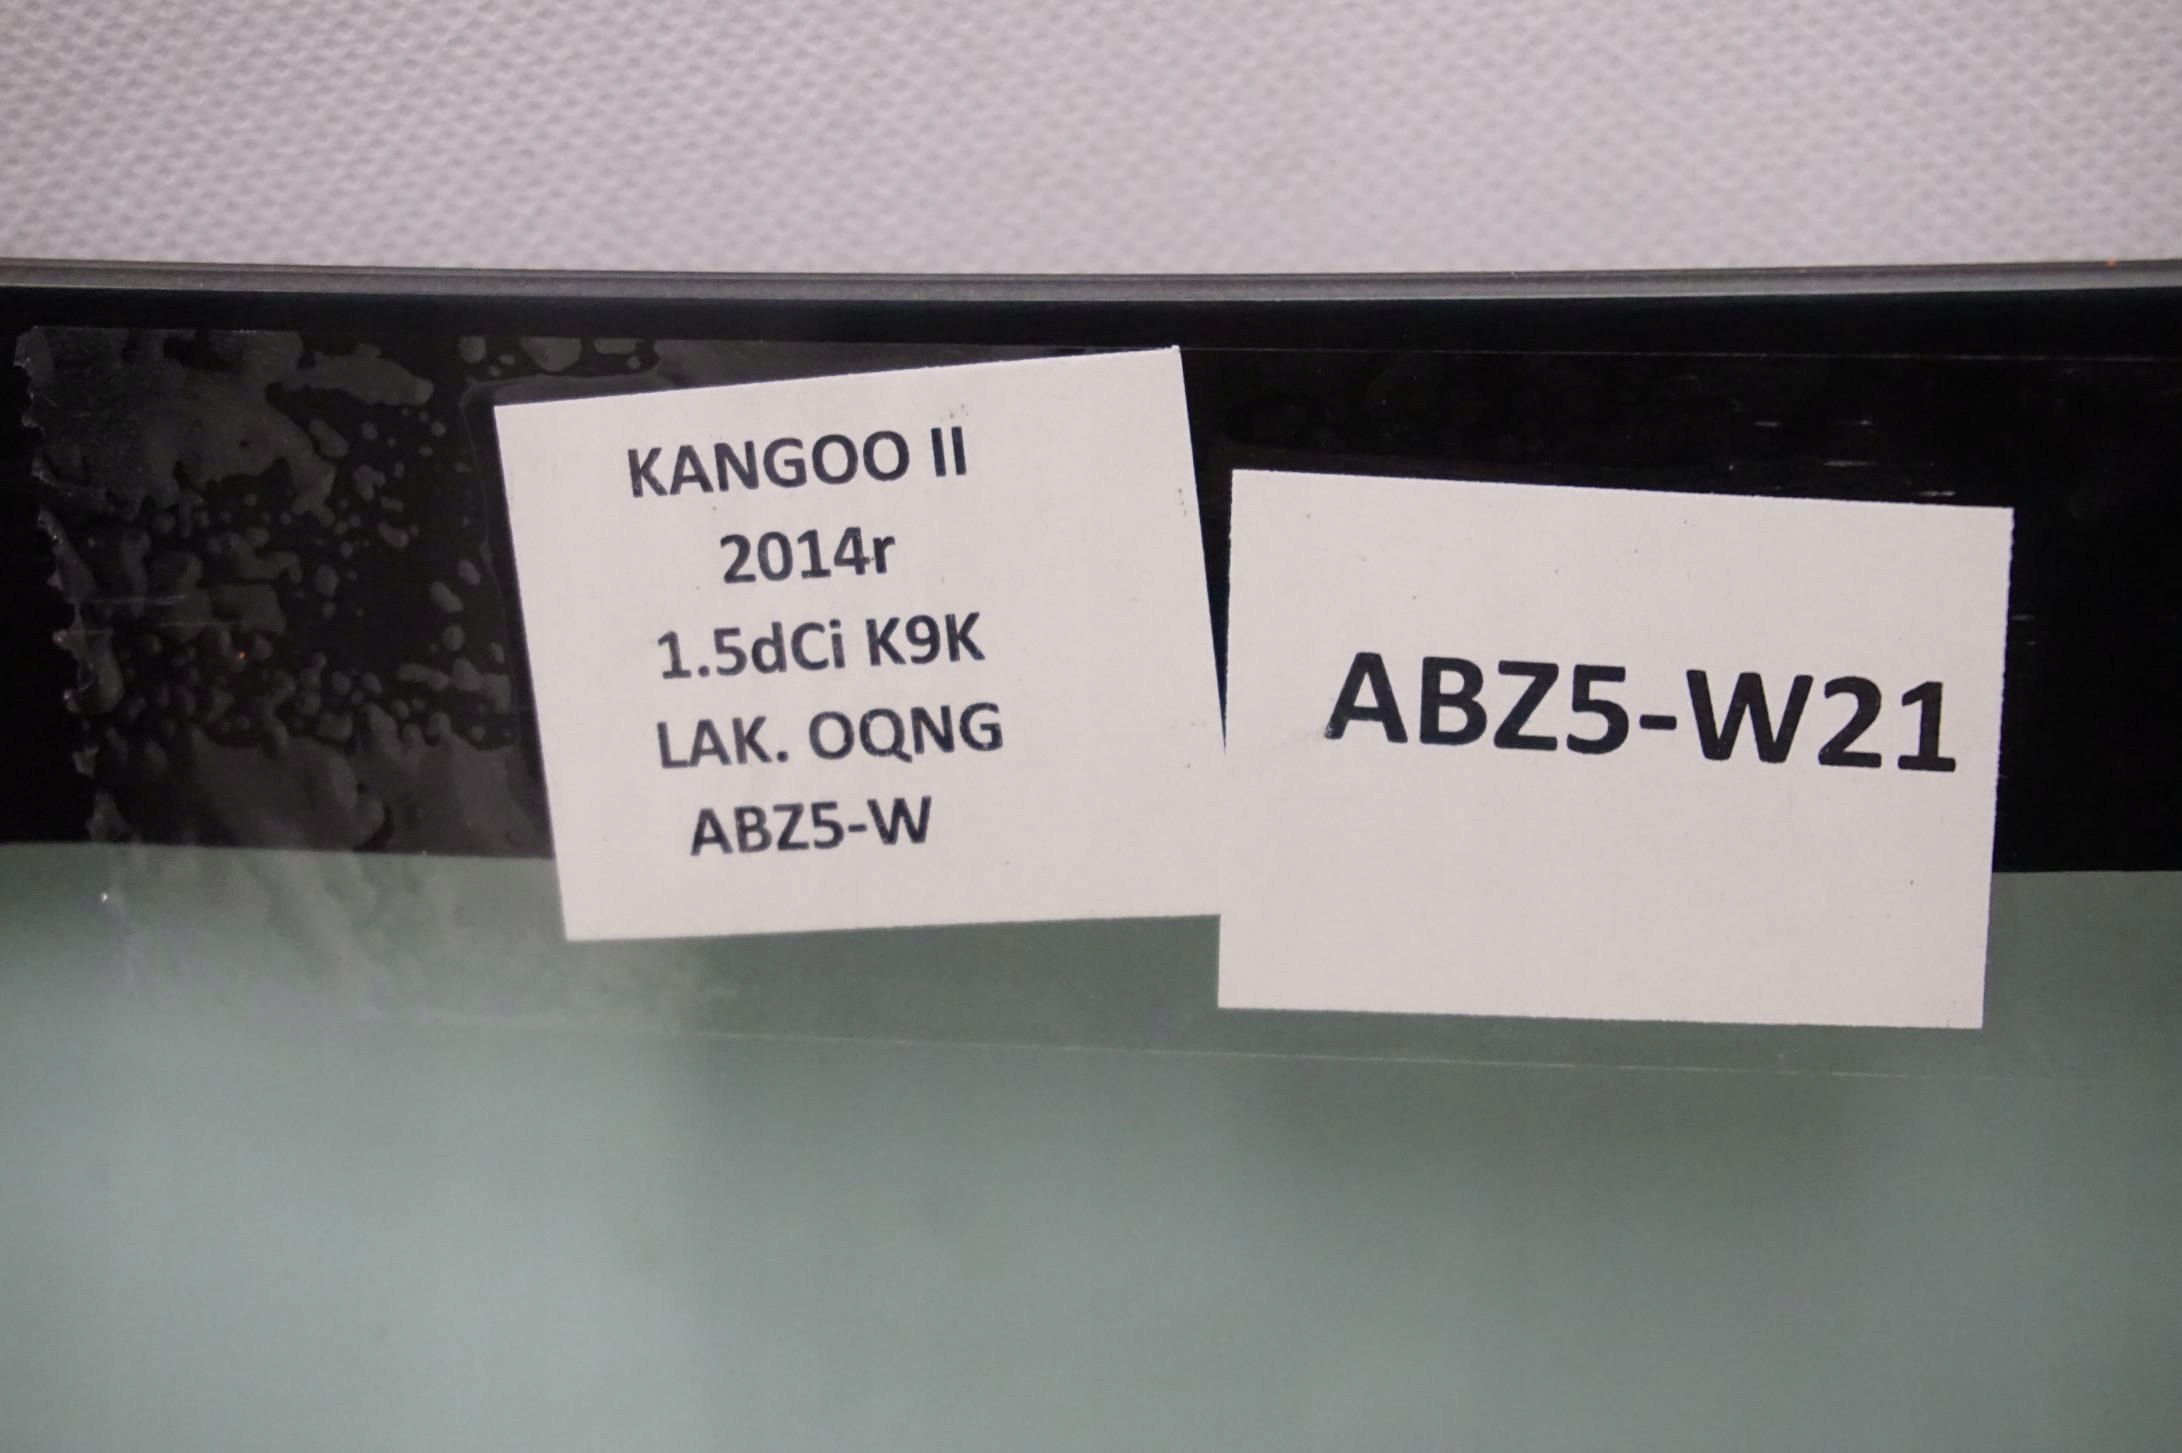 KANGOO II
2014r
1.5dCi K9K
LAK. OQNG
ABZ5-W
ABZ5-W21